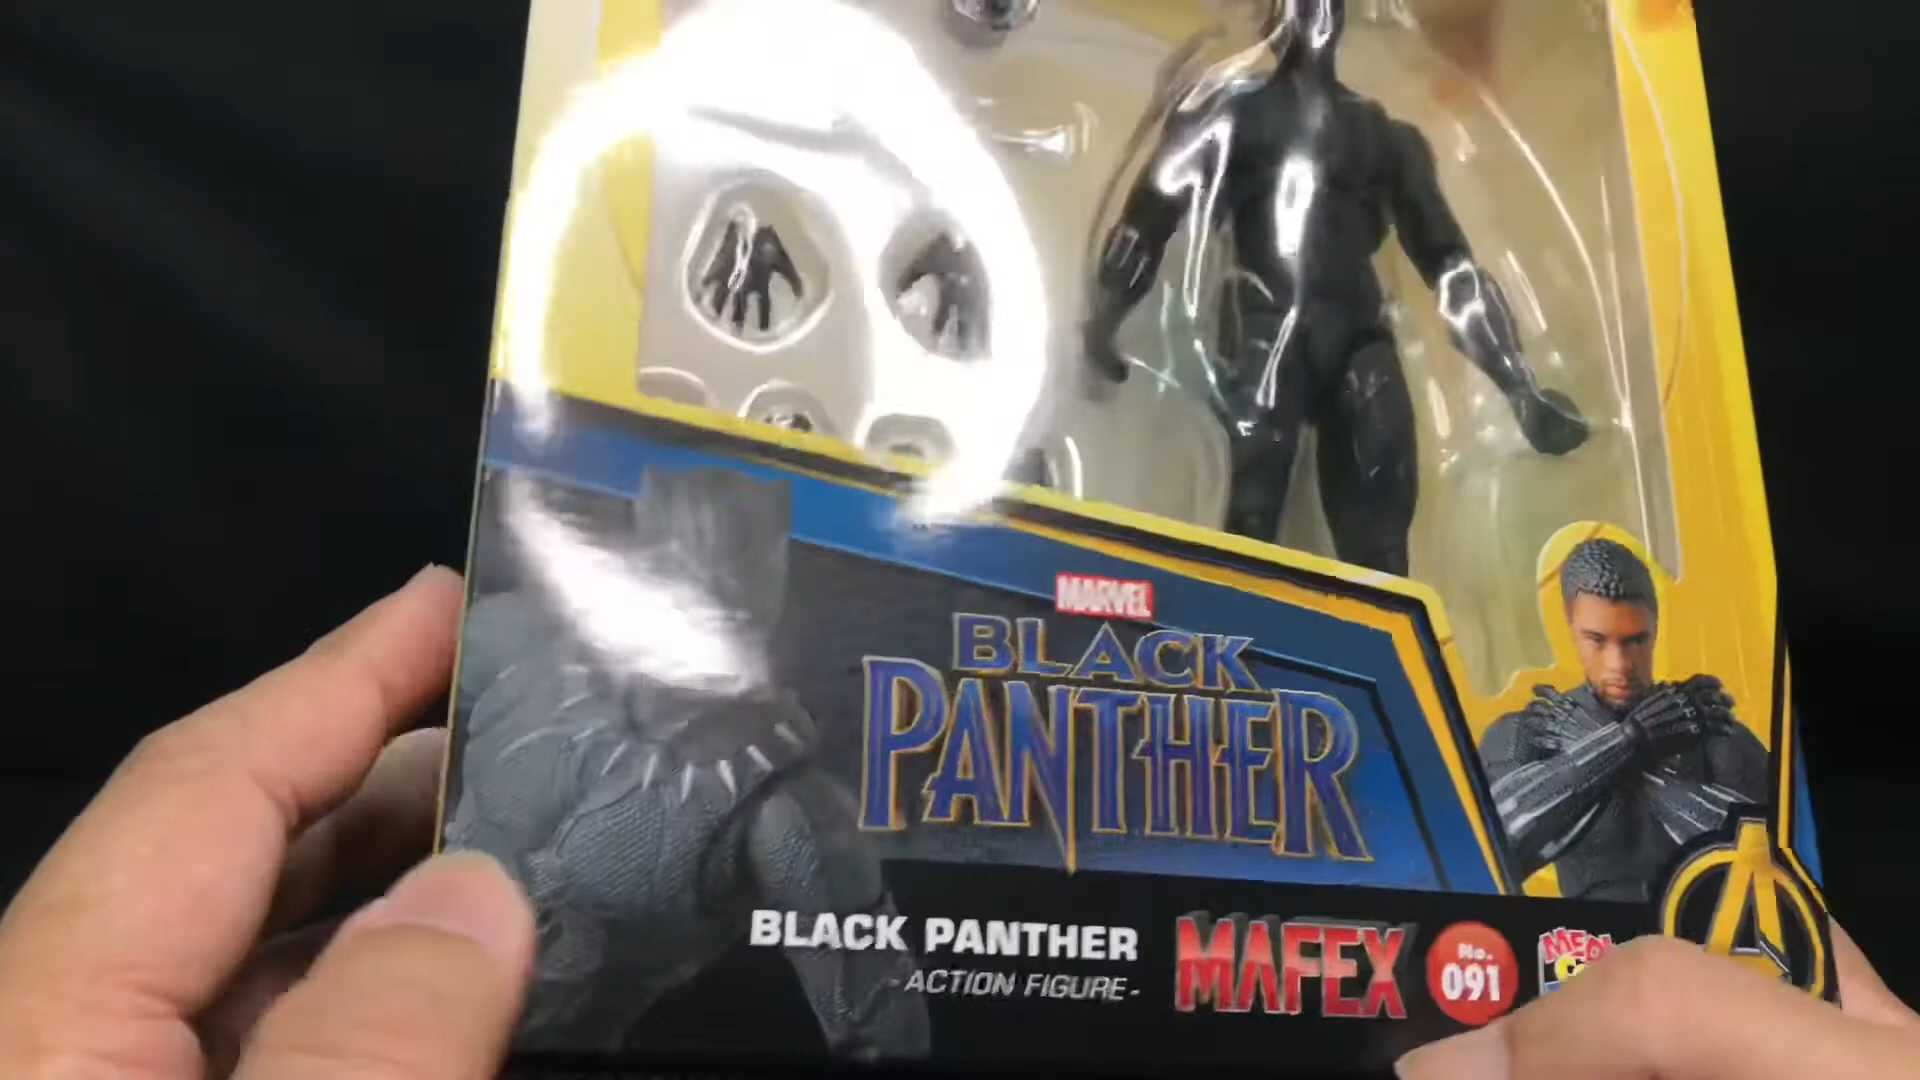 MARVEL
BLACK
PANTHER
BLACK PANTHER
-ACTION FIGURE-
MAFEX
No.
091